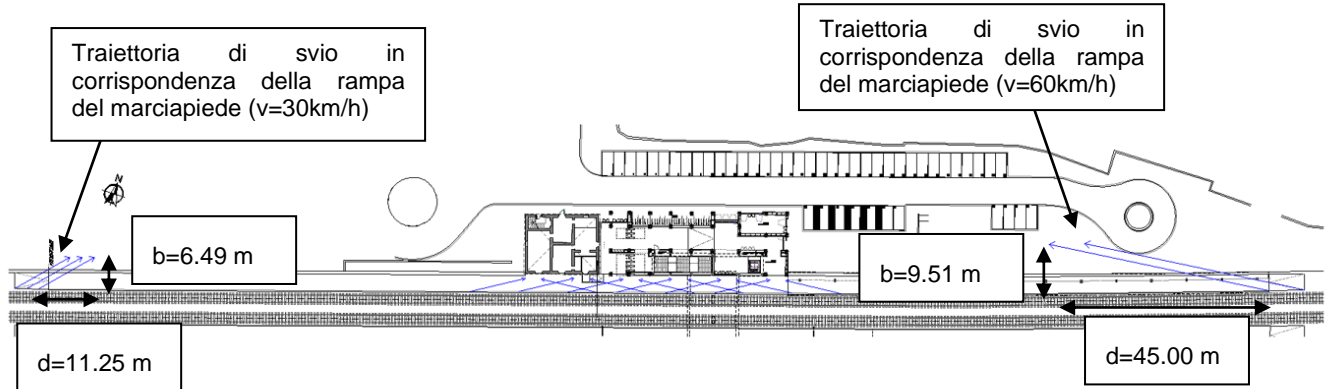 Traiettoria di svio in
corrispondenza della rampa
del marciapiede (v=30km/h)
Traiettoria di svio in
corrispondenza della rampa
del marciapiede (v=60km/h)
N
b=6.49 m
b=9.51 m
d=11.25 m
d=45.00 m